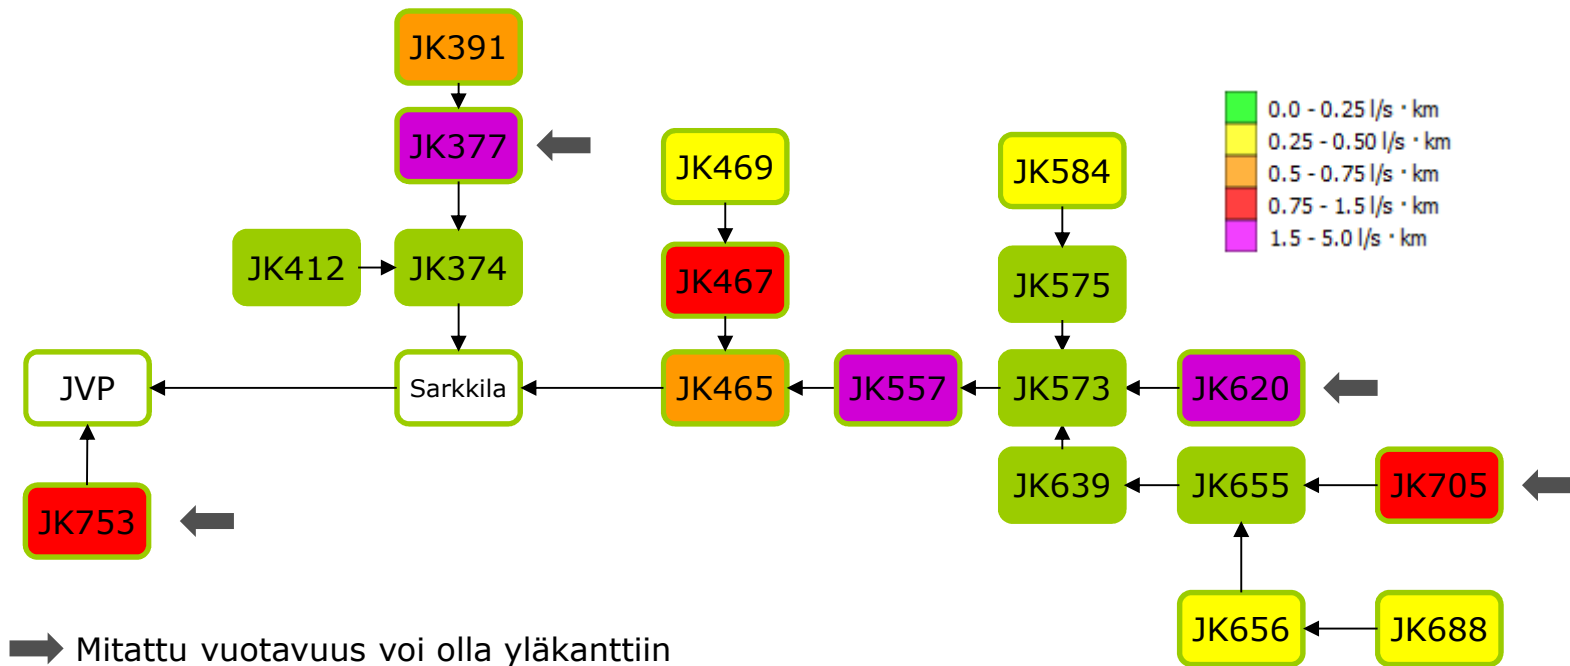 JK391
JK377
JK469
JK584
0.0 - 0.25 l/s · km
0.25 - 0.50 l/s · km
0.5 - 0.75 l/s · km
0.75 - 1.5 l/s · km
1.5 - 5.0 l/s · km
JK412
JK374
JK467
JK575
JVP
Sarkkila
JK465
JK557
JK573
JK620
JK639
JK655
JK705
JK753
JK656
JK688
Mitattu vuotavuus voi olla yläkanttiin